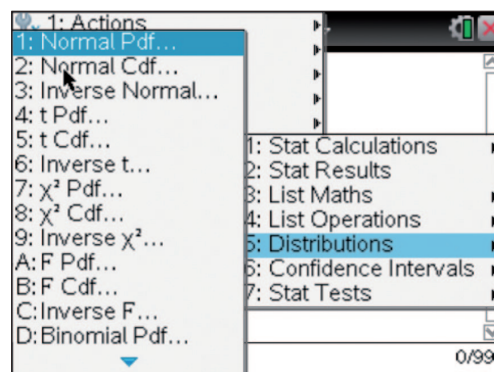 1: Actions
1: Normal Pdf...
2: Normal Cdf...
3: Inverse Normal...
4: t Pdf...
5: t Cdf...
6: Inverse t...
7: χ² Pdf...
8: χ² Cdf...
9: Inverse χ²...
A: F Pdf...
B: F Cdf...
C: Inverse F...
D: Binomial Pdf...
1: Stat Calculations
2: Stat Results
3: List Maths
4: List Operations
5: Distributions
6: Confidence Intervals
7: Stat Tests
0/99